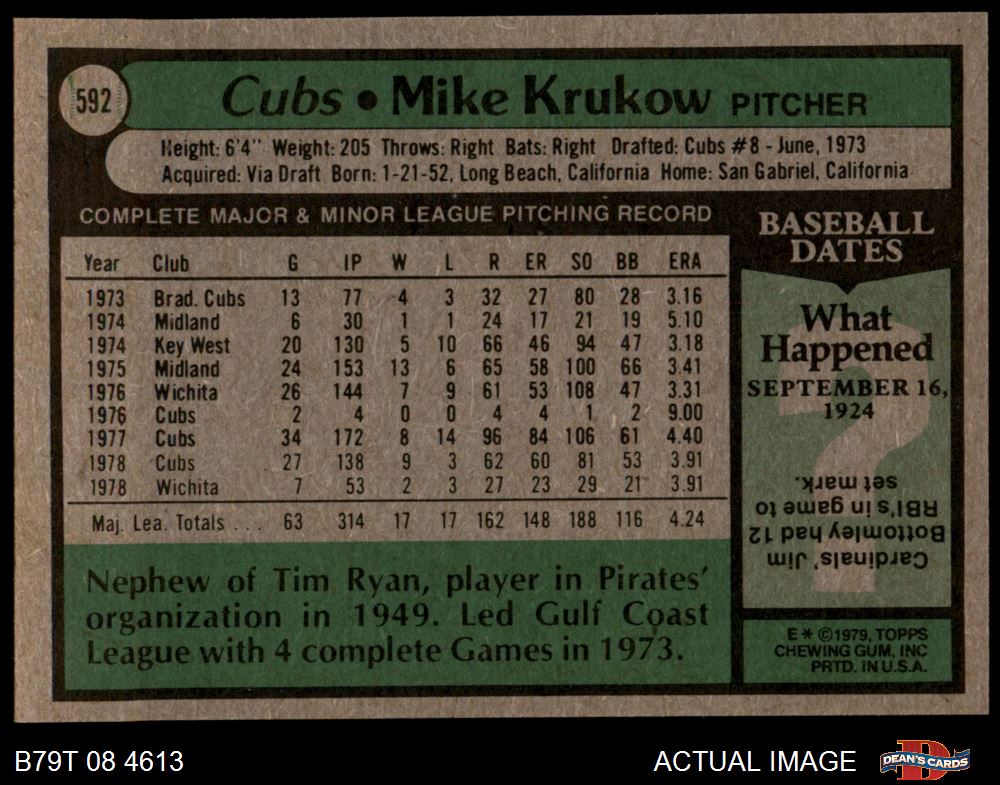 592
Cubs • Mike Krukow PITCHER
Height: 6'4" Weight: 205 Throws: Right Bats: Right Drafted: Cubs #8 - June, 1973
Acquired: Via Draft Born: 1-21-52, Long Beach, California Home: San Gabriel, California
COMPLETE MAJOR & MINOR LEAGUE PITCHING RECORD
Year Club G IP W L R ER SO BB ERA
1973 Brad. Cubs 13 77 4 3 32 27 80 28 3.16
1974 Midland 6 30 1 1 24 17 21 19 5.10
1974 Key West 20 130 5 10 66 46 94 47 3.18
1975 Midland 24 153 13 6 65 58 100 66 3.41
1976 Wichita 26 144 7 9 61 53 108 47 3.31
1976 Cubs 2 4 0 0 4 4 1 2 9.00
1977 Cubs 34 172 8 14 96 84 106 61 4.40
1978 Cubs 27 138 9 3 62 60 81 53 3.91
1978 Wichita 7 53 2 3 27 23 29 21 3.91
Maj. Lea. Totals . . . 63 314 17 17 162 148 188 116 4.24
Nephew of Tim Ryan, player in Pirates'
organization in 1949. Led Gulf Coast
League with 4 complete Games in 1973.
BASEBALL
DATES
What
Happened
SEPTEMBER 16,
1924
Cardinals' Jim
Bottomley had 12
RBI's in game to
set mark.
E* ©1979, TOPPS
CHEWING GUM, INC
PRTD. IN U.S.A.
B79T 08 4613
ACTUAL IMAGE
D
DEAN'S CARDS